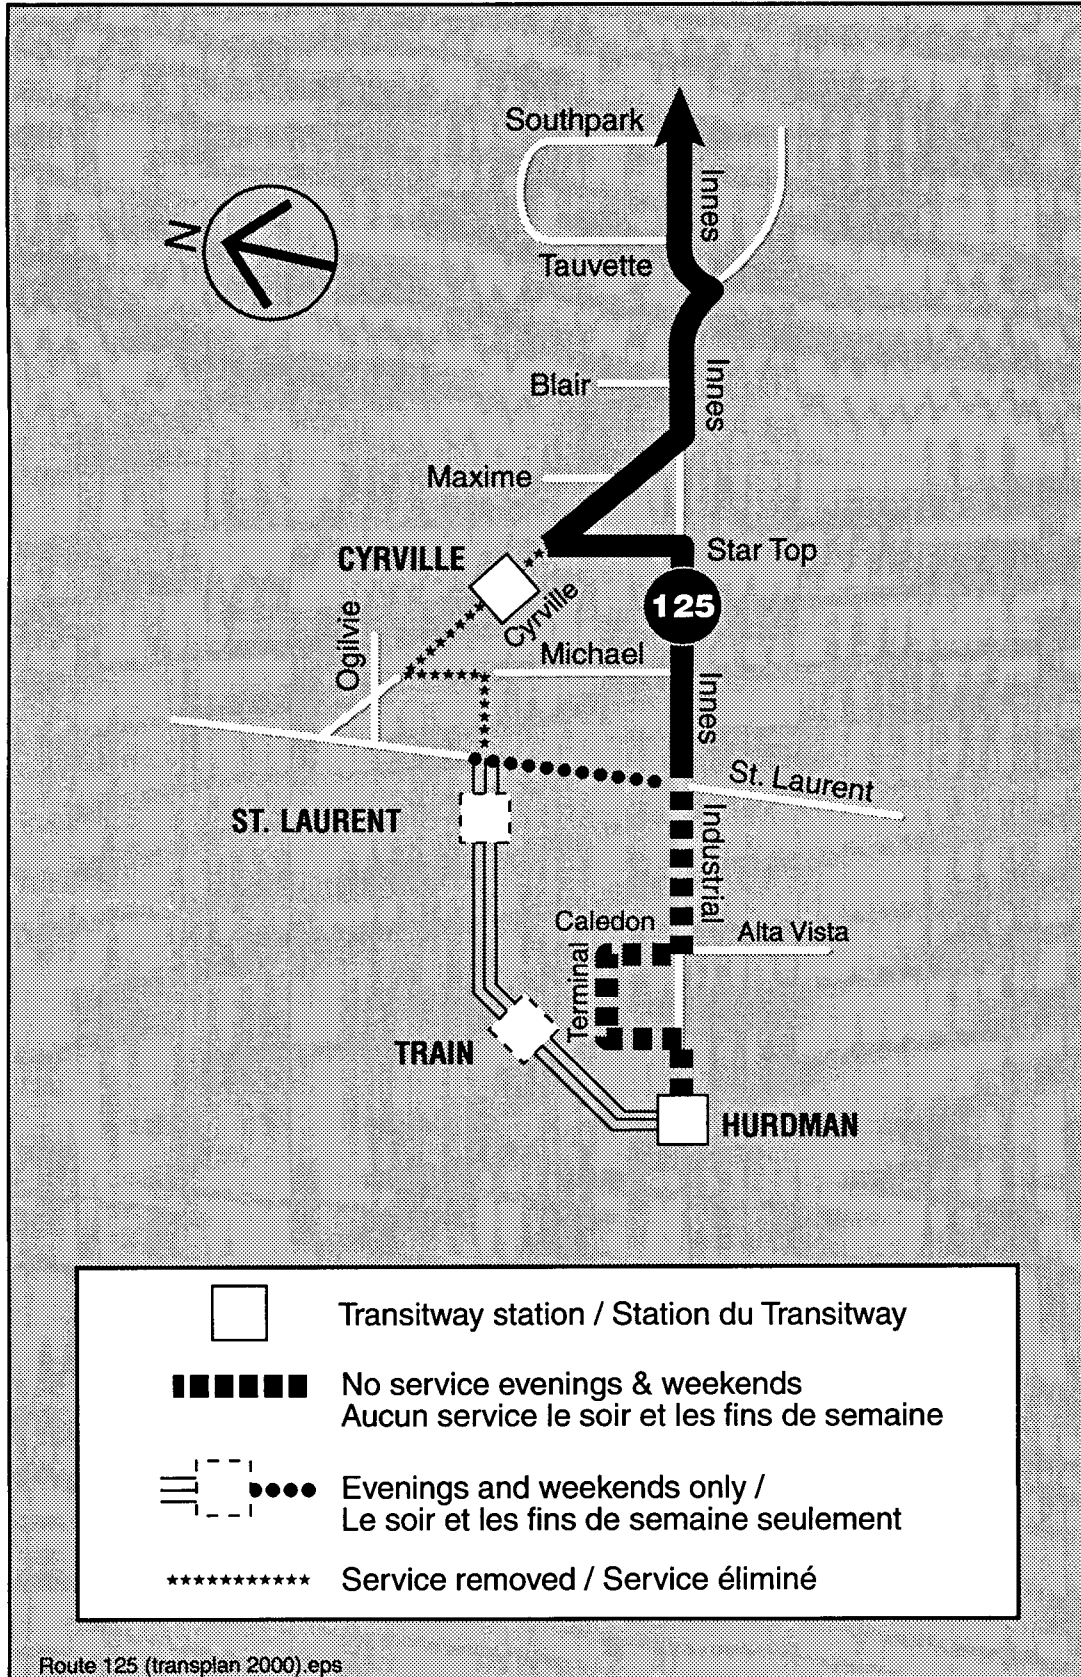 Southpark
Innes
N
Tauvette
Blair
Innes
Maxime
CYRVILLE
Star Top
125
Cyrville
Ogilvie
Michael
Innes
St. Laurent
ST. LAURENT
Industrial
Caledon
Alta Vista
Terminal
TRAIN
HURDMAN
Transitway station / Station du Transitway
No service evenings & weekends
Aucun service le soir et les fins de semaine
Evenings and weekends only /
Le soir et les fins de semaine seulement
Service removed / Service éliminé
Route 125 (transplan 2000).eps